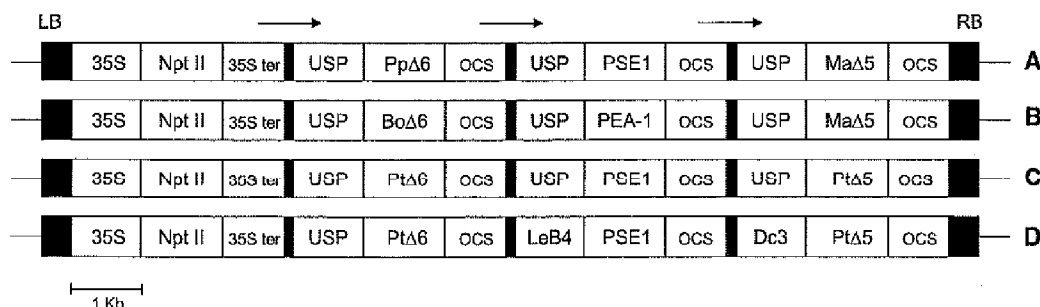 LB RB
35S Npt II 35S ter USP PpΔ6 OCS USP PSE1 OCS USP MaΔ5 OCS A
35S Npt II 35S ter USP BoΔ6 OCS USP PEA-1 OCS USP MaΔ5 OCS B
35S Npt II 35S ter USP PtΔ6 OCS USP PSE1 OCS USP PtΔ5 OCS C
35S Npt II 35S ter USP PtΔ6 OCS LeB4 PSE1 OCS Dc3 PtΔ5 OCS D
1 Kb